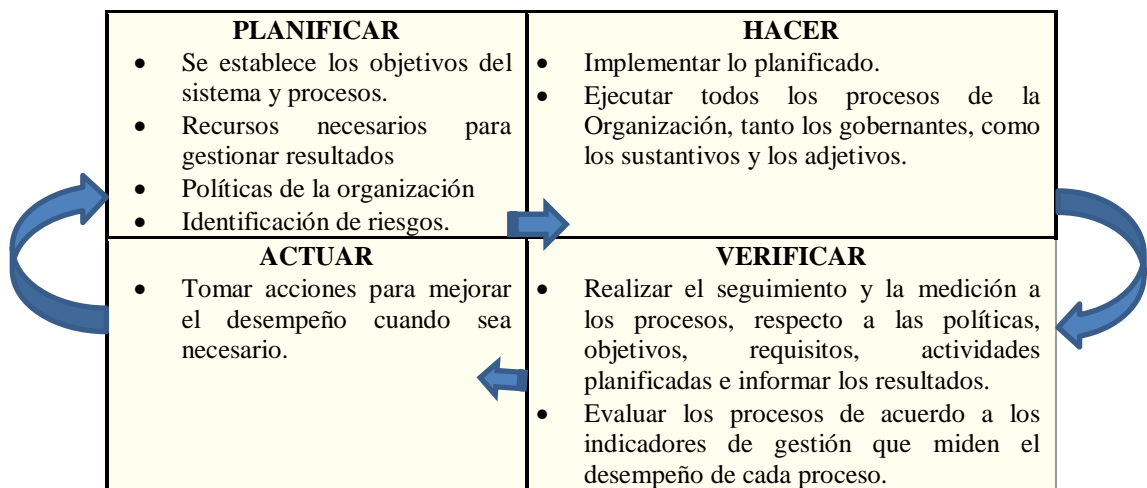 PLANIFICAR
• Se establece los objetivos del
sistema y procesos.
• Recursos necesarios para
gestionar resultados
• Políticas de la organización
• Identificación de riesgos.
HACER
• Implementar lo planificado.
• Ejecutar todos los procesos de la
Organización, tanto los gobernantes, como
los sustantivos y los adjetivos.
ACTUAR
• Tomar acciones para mejorar
el desempeño cuando sea
necesario.
VERIFICAR
• Realizar el seguimiento y la medición a
los procesos, respecto a las políticas,
objetivos, requisitos, actividades
planificadas e informar los resultados.
• Evaluar los procesos de acuerdo a los
indicadores de gestión que miden el
desempeño de cada proceso.